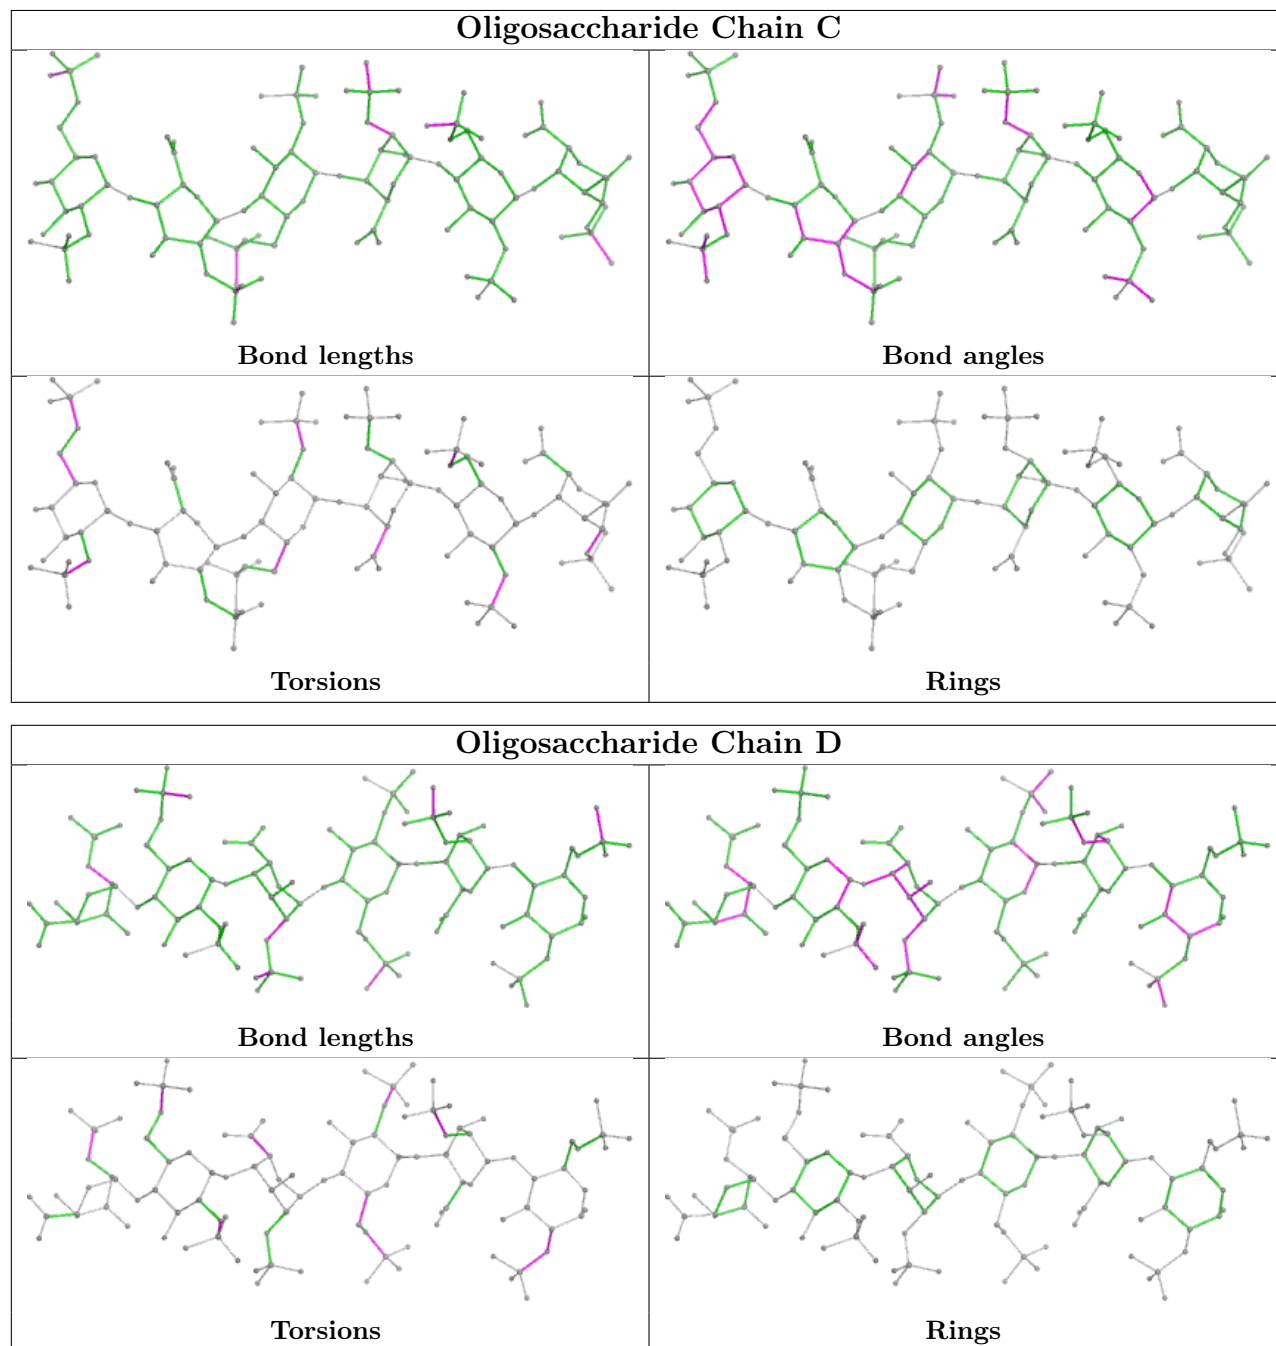 Oligosaccharide Chain C
Bond lengths
Bond angles
Torsions
Rings
Oligosaccharide Chain D
Bond lengths
Bond angles
Torsions
Rings